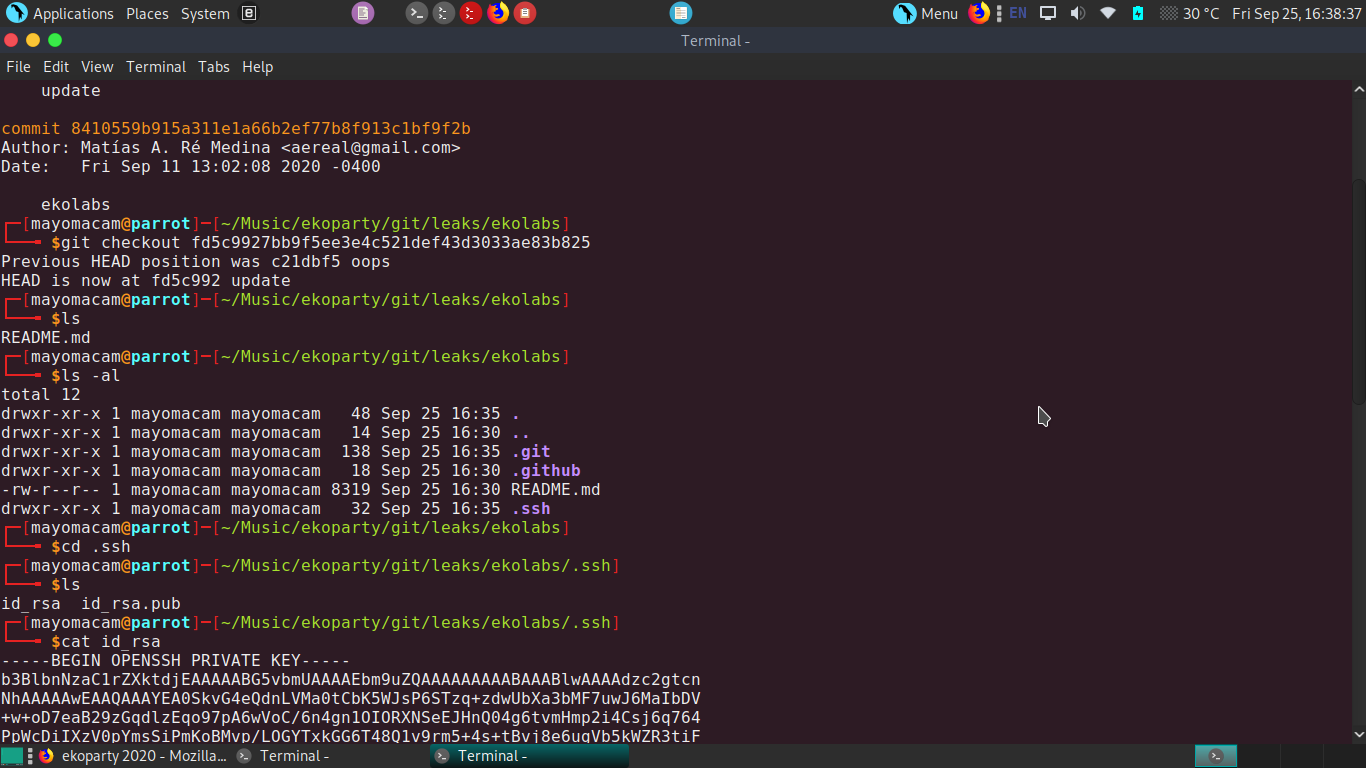 Applications Places System
Menu EN 30 °C Fri Sep 25, 16:38:37
Terminal -
File Edit View Terminal Tabs Help
update
commit 8410559b915a311e1a66b2ef77b8f913c1bf9f2b
Author: Matías A. Ré Medina <aereal@gmail.com>
Date:   Fri Sep 11 13:02:08 2020 -0400
ekolabs
┌─[mayomacam@parrot]─[~/Music/ekoparty/git/leaks/ekolabs]
└──╼ $git checkout fd5c9927bb9f5ee3e4c521def43d3033ae83b825
Previous HEAD position was c21dbf5 oops
HEAD is now at fd5c992 update
┌─[mayomacam@parrot]─[~/Music/ekoparty/git/leaks/ekolabs]
└──╼ $ls
README.md
┌─[mayomacam@parrot]─[~/Music/ekoparty/git/leaks/ekolabs]
└──╼ $ls -al
total 12
drwxr-xr-x 1 mayomacam mayomacam   48 Sep 25 16:35 .
drwxr-xr-x 1 mayomacam mayomacam   14 Sep 25 16:30 ..
drwxr-xr-x 1 mayomacam mayomacam  138 Sep 25 16:35 .git
drwxr-xr-x 1 mayomacam mayomacam   18 Sep 25 16:30 .github
-rw-r--r-- 1 mayomacam mayomacam 8319 Sep 25 16:30 README.md
drwxr-xr-x 1 mayomacam mayomacam   32 Sep 25 16:35 .ssh
┌─[mayomacam@parrot]─[~/Music/ekoparty/git/leaks/ekolabs]
└──╼ $cd .ssh
┌─[mayomacam@parrot]─[~/Music/ekoparty/git/leaks/ekolabs/.ssh]
└──╼ $ls
id_rsa  id_rsa.pub
┌─[mayomacam@parrot]─[~/Music/ekoparty/git/leaks/ekolabs/.ssh]
└──╼ $cat id_rsa
-----BEGIN OPENSSH PRIVATE KEY-----
b3BlbnNzaC1rZXktdjEAAAAABG5vbmUAAAAEbm9uZQAAAAAAAAABAAABlwAAAAdzc2gtcn
NhAAAAAwEAAQAAAYEA0SkvG4eQdnLVMa0tCbK5WJsP6STzq+zdwUbXa3bMF7uwJ6MaIbDV
+w+oD7eaB29zGqdlzEqo97pA6wVoC/6n4gn1OIORXNSeEJHnQ04g6tvmHmp2i4Csj6q764
PpWcDiIXzV0pYmsSiPmKoBMvp/LOGYTxkGG6T48Q1v9rm5+4s+tBvj8e6uqVb5kWZR3tiF
ekoparty 2020 - Mozilla... Terminal - Terminal -